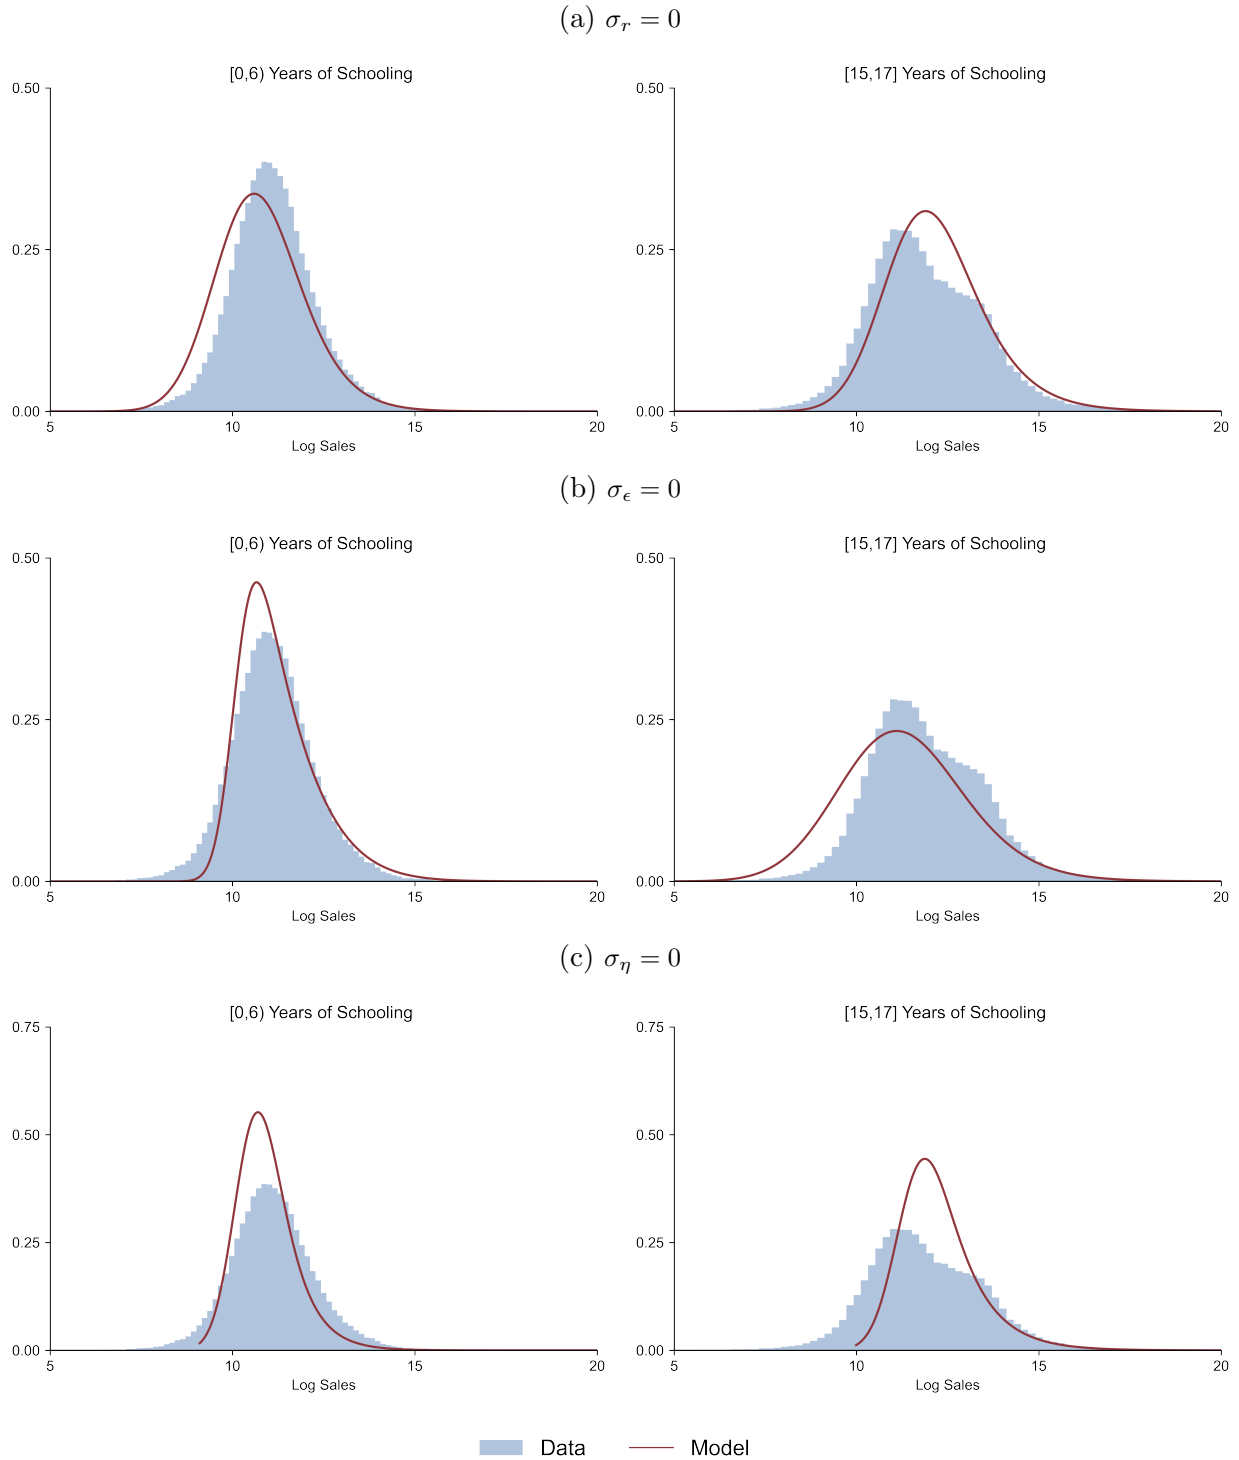 (a) σ_r = 0
[0,6) Years of Schooling
0.50
0.25
0.00
5 10 15 20
Log Sales
[15,17] Years of Schooling
0.50
0.25
0.00
5 10 15 20
Log Sales
(b) σ_ϵ = 0
[0,6) Years of Schooling
0.50
0.25
0.00
5 10 15 20
Log Sales
[15,17] Years of Schooling
0.50
0.25
0.00
5 10 15 20
Log Sales
(c) σ_η = 0
[0,6) Years of Schooling
0.75
0.50
0.25
0.00
5 10 15 20
Log Sales
[15,17] Years of Schooling
0.75
0.50
0.25
0.00
5 10 15 20
Log Sales
Data Model